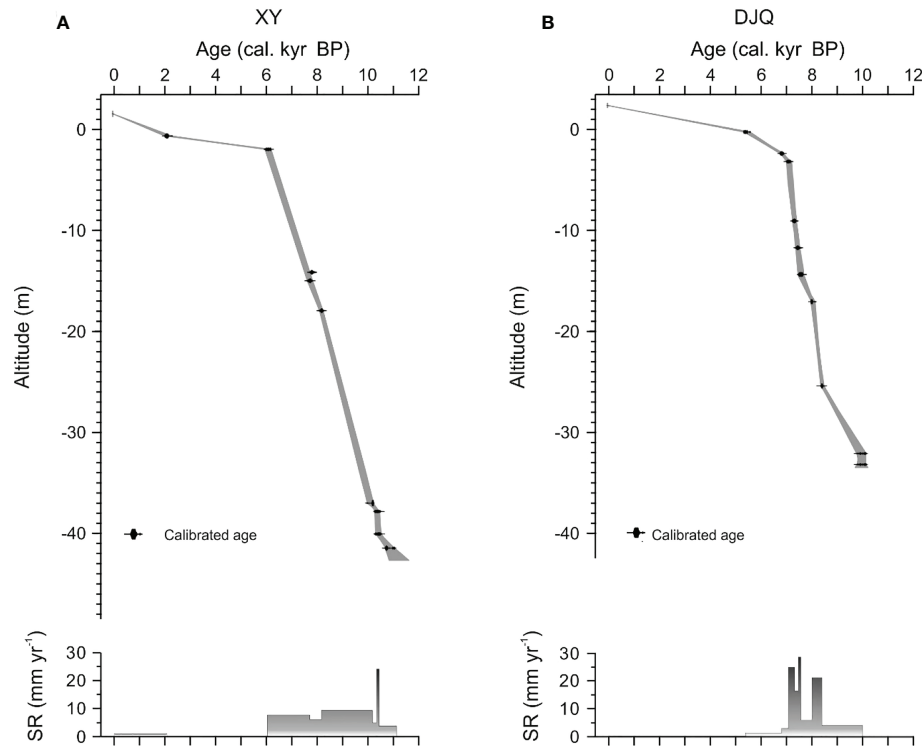 A
XY
Age (cal. kyr BP)
0 2 4 6 8 10 12
Altitude (m)
0
-10
-20
-30
-40
Calibrated age
SR (mm yr⁻¹)
30
20
10
0
B
DJQ
Age (cal. kyr BP)
0 2 4 6 8 10 12
Altitude (m)
0
-10
-20
-30
-40
Calibrated age
SR (mm yr⁻¹)
30
20
10
0